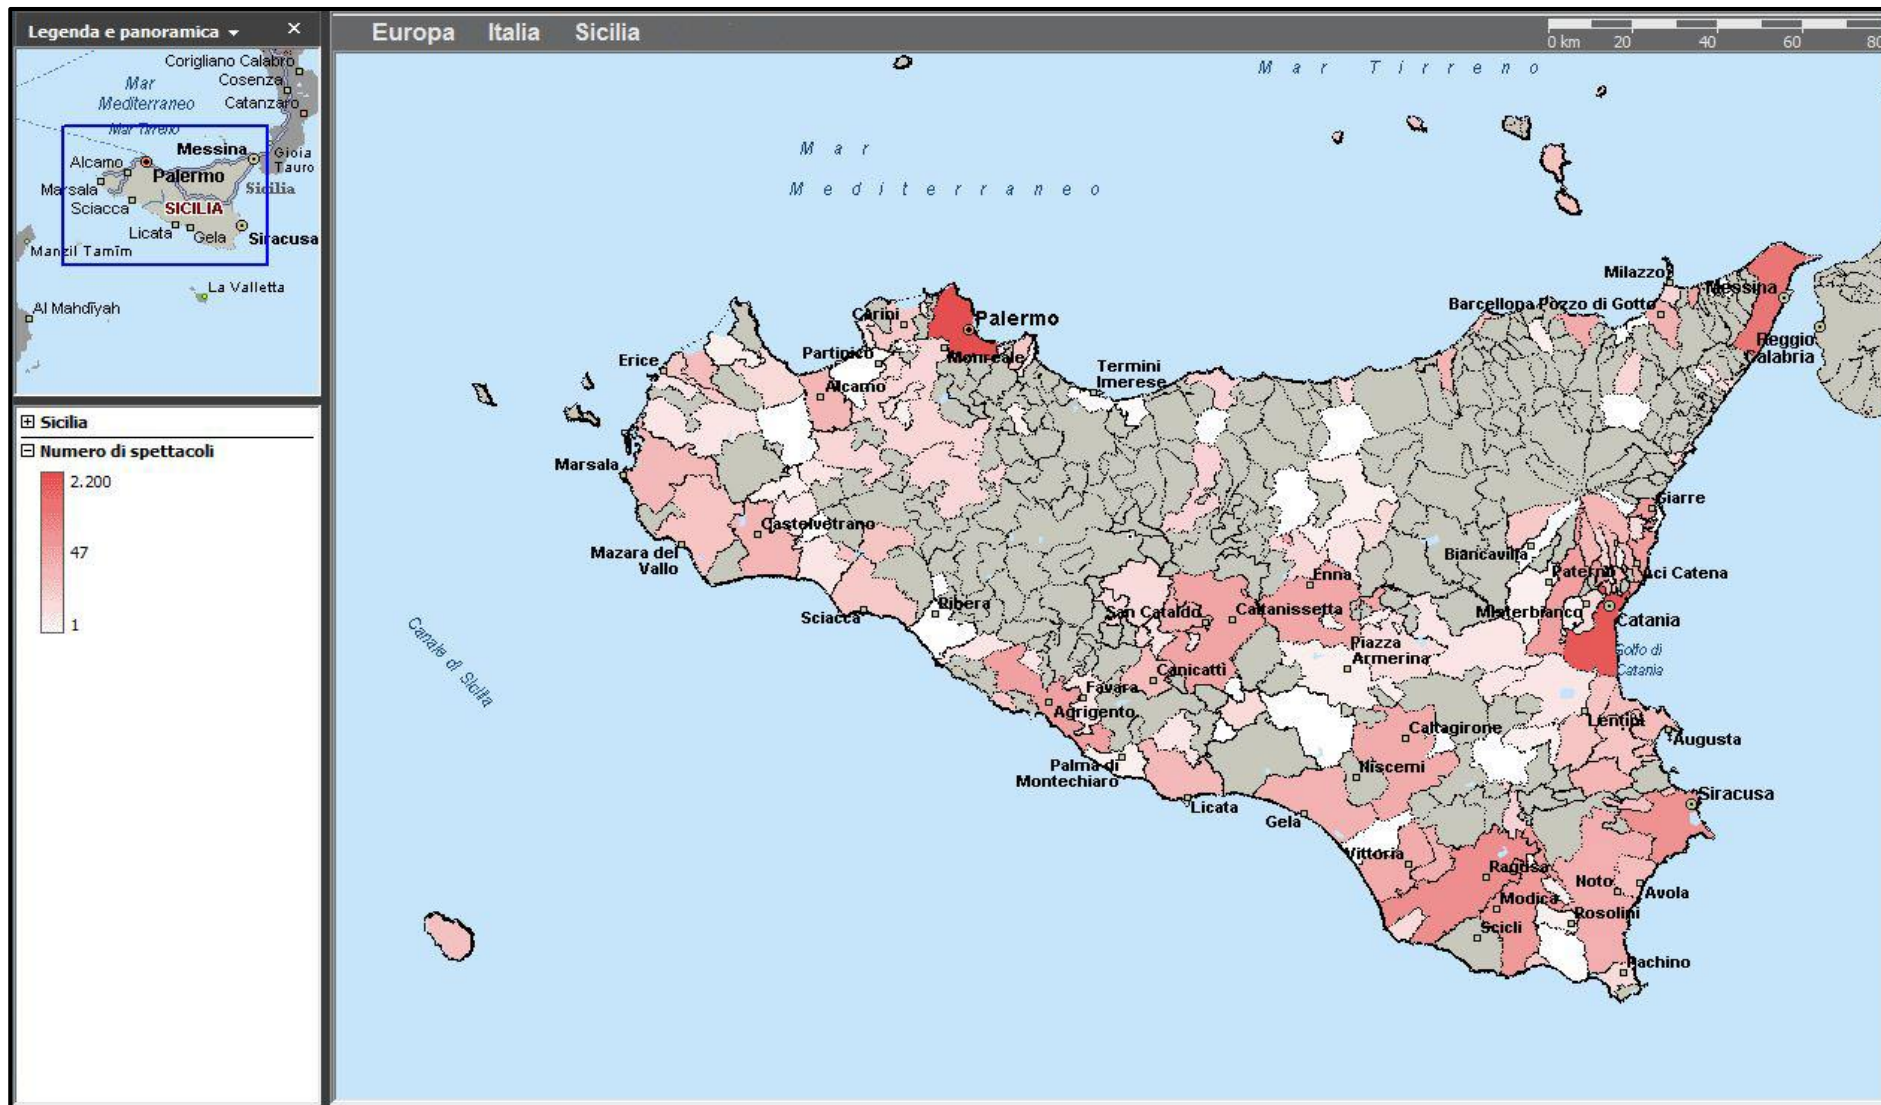 Legenda e panoramica
Europa Italia Sicilia
0 km 20 40 60 80
Corigliano Calabro
Cosenza
Catanzaro
Mar
Mediterraneo
Mar Tirreno
Messina
Gioia
Tauro
Alcamo
Palermo
Marsala
Sicilia
Sciacca
SICILIA
Licata
Gela
Siracusa
Manzil Tamīm
La Valletta
Al Mahdīyah
Sicilia
Numero di spettacoli
2.200
47
1
Mar Tirreno
Mar
Mediterraneo
Milazzo
Messina
Barcellona Pozzo di Gotto
Reggio
Calabria
Carini
Palermo
Partinico
Monreale
Erice
Termini
Imerese
Alcamo
Marsala
Castelvetrano
Giarre
Mazara del
Vallo
Biancavilla
Enna
Paternò
Aci Catena
Ribera
San Cataldo
Caltanissetta
Misterbianco
Catania
Sciacca
Canale di Sicilia
Piazza
Armerina
Golfo di
Catania
Canicattì
Favara
Agrigento
Caltagirone
Lentini
Augusta
Palma di
Montechiaro
Niscemi
Licata
Gela
Siracusa
Vittoria
Ragusa
Noto
Avola
Modica
Rosolini
Scicli
Pachino